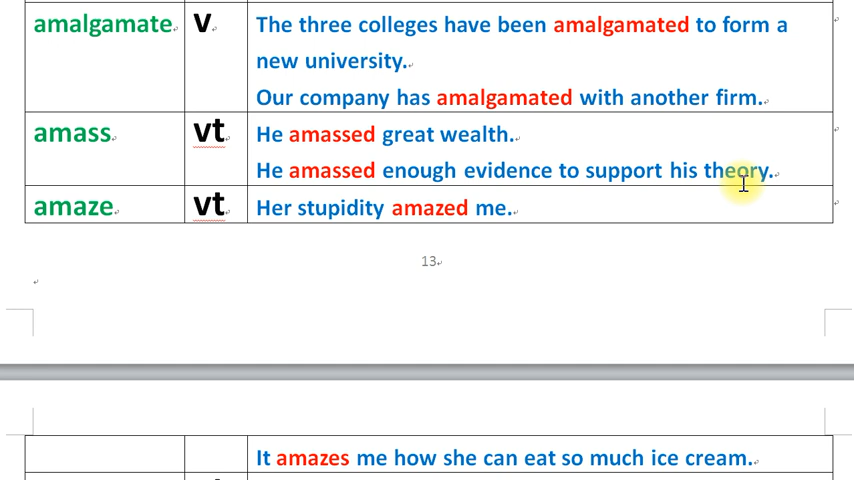 amalgamate v The three colleges have been amalgamated to form a
new university.
Our company has amalgamated with another firm.
amass vt He amassed great wealth.
He amassed enough evidence to support his theory.
amaze vt Her stupidity amazed me.
13
It amazes me how she can eat so much ice cream.